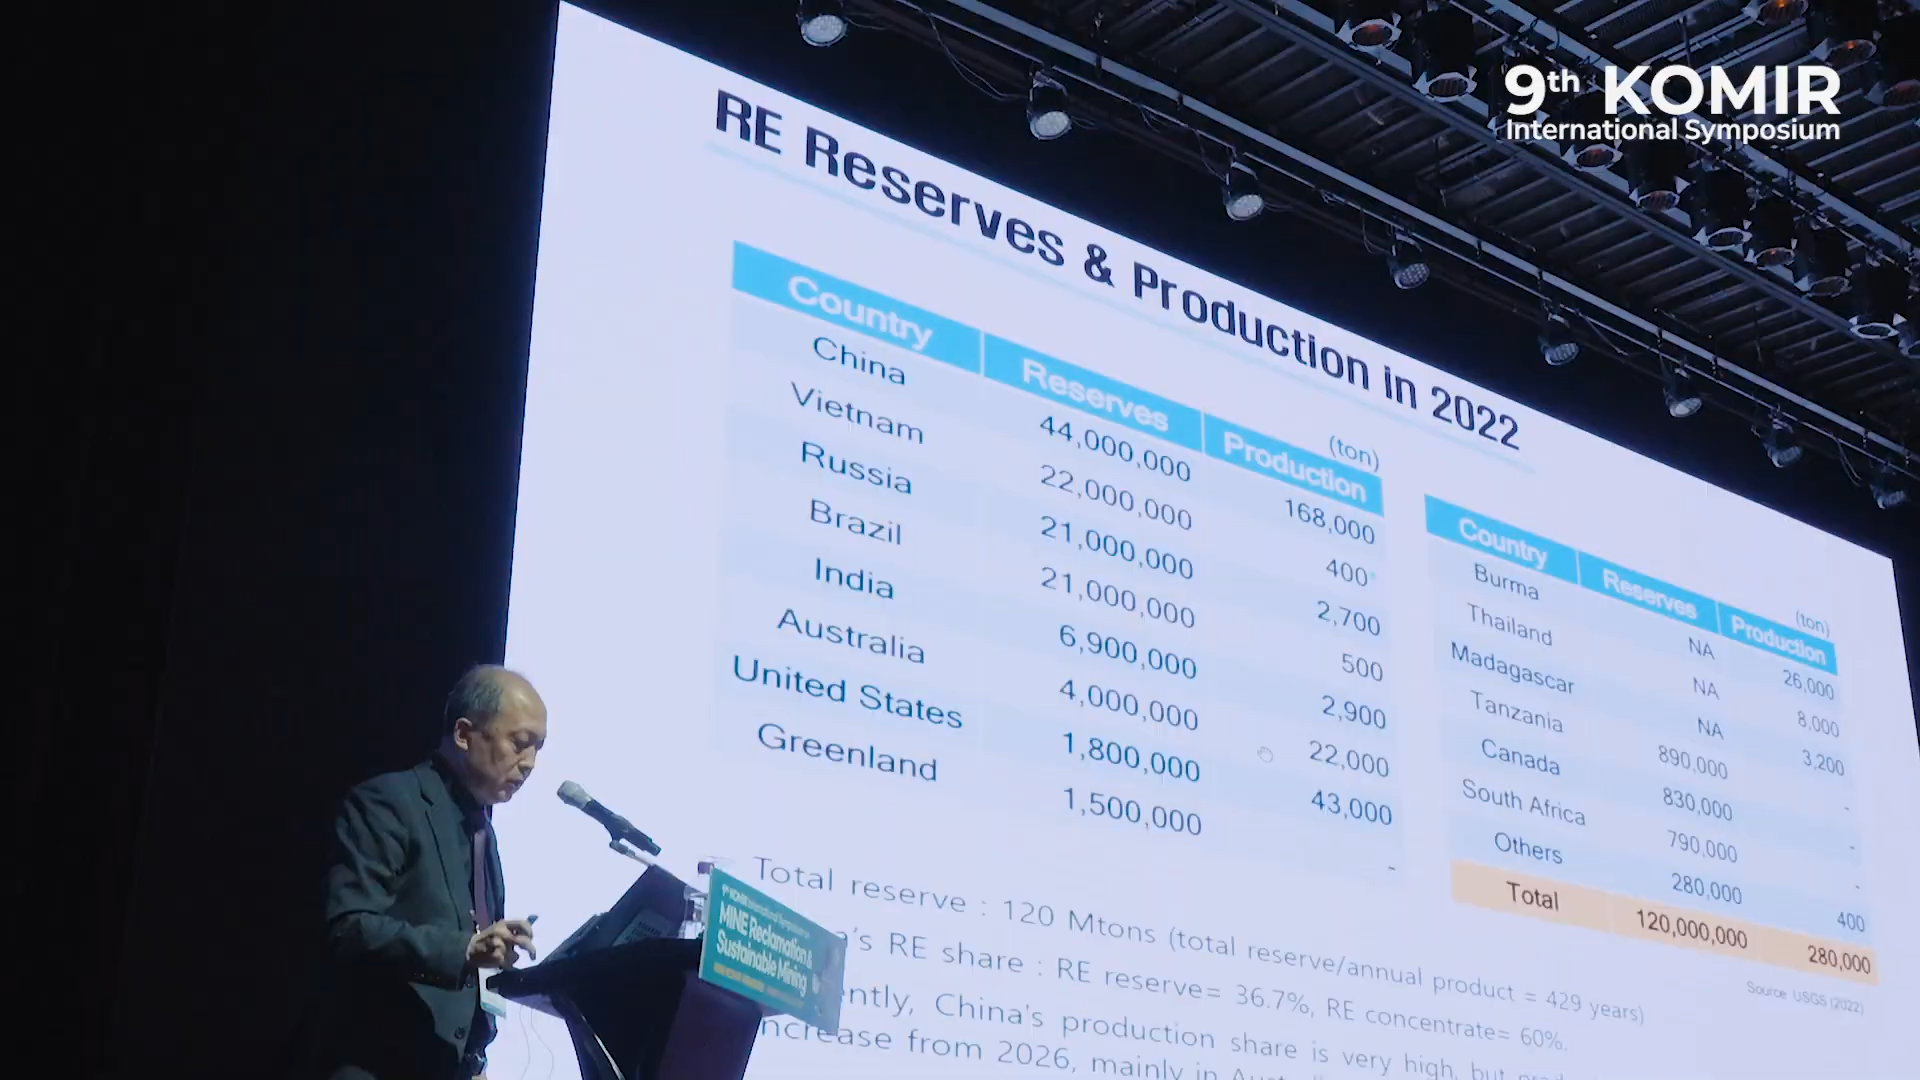 9th KOMIR
International Symposium
RE Reserves & Production in 2022
(ton)
Country Reserves Production
China 44,000,000 168,000
Vietnam 22,000,000 400
Russia 21,000,000 2,700
Brazil 21,000,000 500
India 6,900,000 2,900
Australia 4,000,000 22,000
United States 1,800,000 43,000
Greenland 1,500,000 -
(ton)
Country Reserves Production
Burma NA 26,000
Thailand NA 8,000
Madagascar NA 3,200
Tanzania 890,000 -
Canada 830,000 -
South Africa 790,000 -
Others 280,000 400
Total 120,000,000 280,000
Source: USGS (2022)
Total reserve : 120 Mtons (total reserve/annual product = 429 years)
's RE share : RE reserve= 36.7%, RE concentrate= 60%.
ntly, China's production share is very high, but
ncrease from 2026, mainly in
MINE Reclamation &
Sustainable Mining